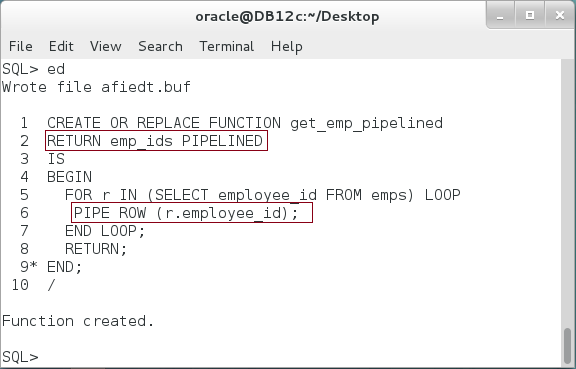 oracle@DB12c:~/Desktop
File Edit View Search Terminal Help
SQL> ed
Wrote file afiedt.buf
1 CREATE OR REPLACE FUNCTION get_emp_pipelined
2 RETURN emp_ids PIPELINED
3 IS
4 BEGIN
5 FOR r IN (SELECT employee_id FROM emps) LOOP
6 PIPE ROW (r.employee_id);
7 END LOOP;
8 RETURN;
9* END;
10 /
Function created.
SQL>